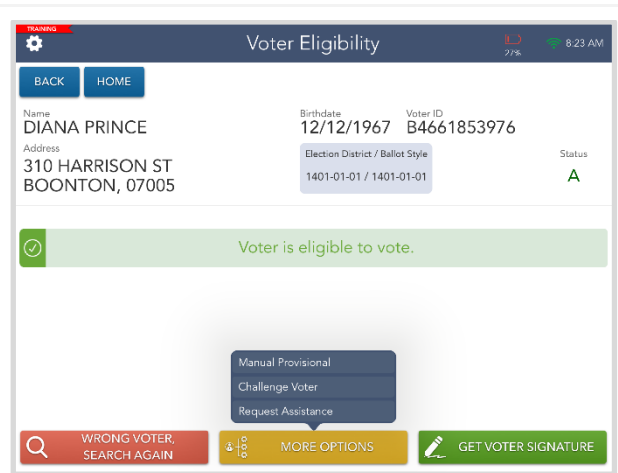 TRAINING
Voter Eligibility
27%
8:23 AM
BACK
HOME
Name
DIANA PRINCE
Birthdate
12/12/1967
Voter ID
B4661853976
Address
310 HARRISON ST
BOONTON, 07005
Election District / Ballot Style
1401-01-01 / 1401-01-01
Status
A
Voter is eligible to vote.
Manual Provisional
Challenge Voter
Request Assistance
WRONG VOTER,
SEARCH AGAIN
MORE OPTIONS
GET VOTER SIGNATURE